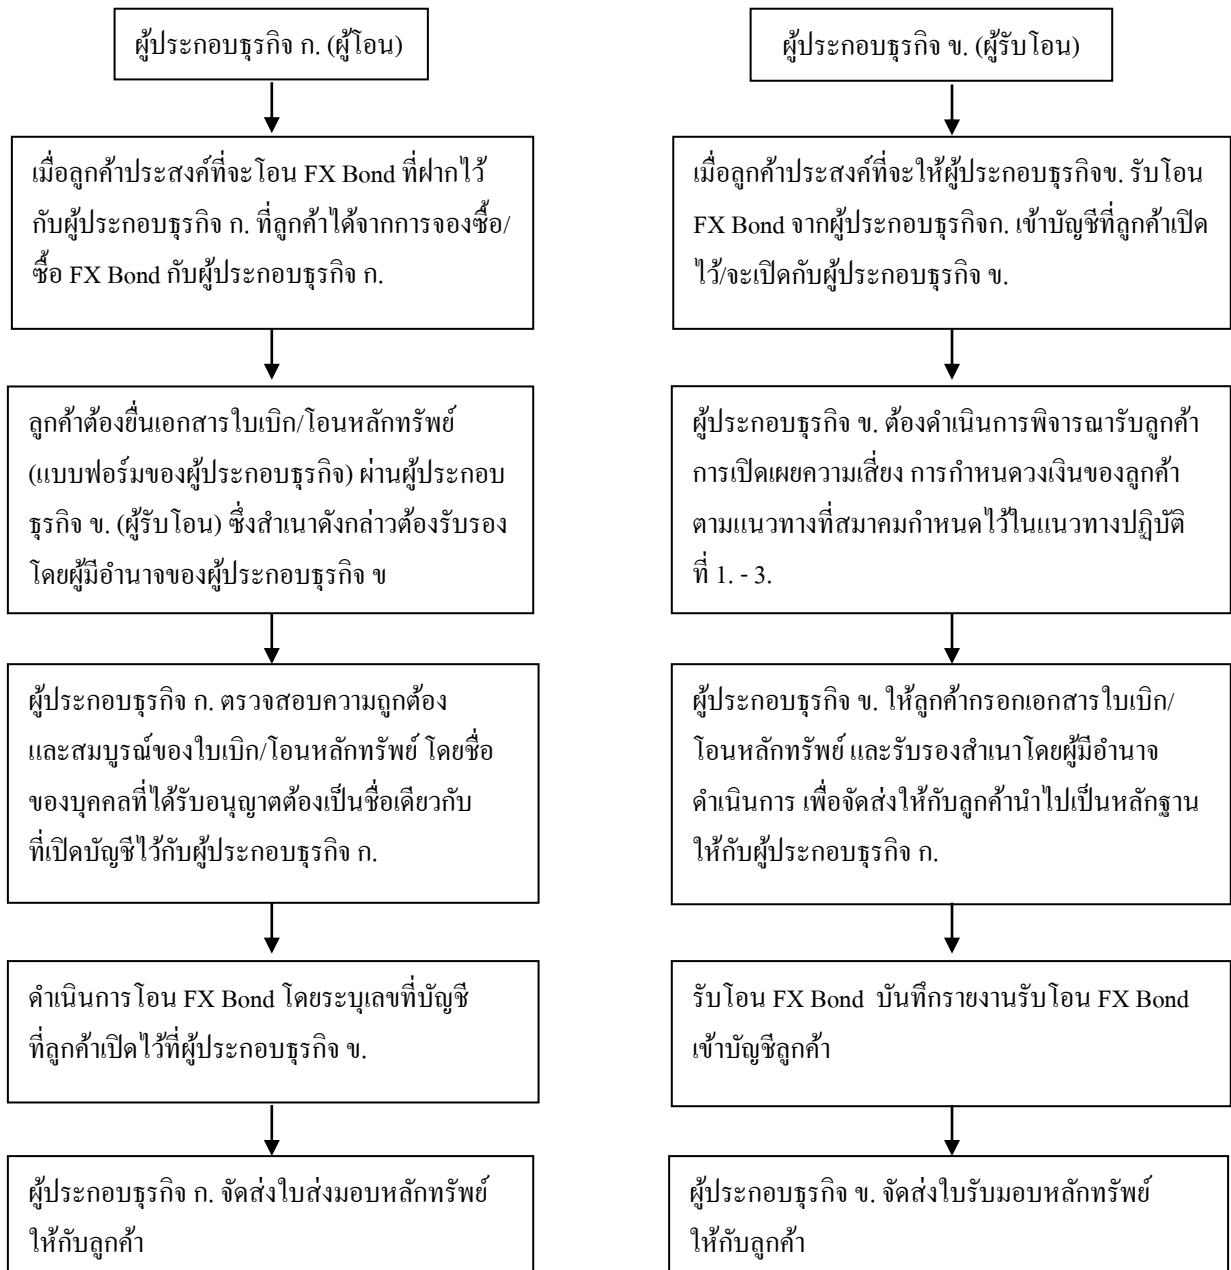 ผู้ประกอบธุรกิจ ก. (ผู้โอน)
เมื่อลูกค้าประสงค์ที่จะโอน FX Bond ที่ฝากไว้
กับผู้ประกอบธุรกิจ ก. ที่ลูกค้าได้จากการจองซื้อ/
ซื้อ FX Bond กับผู้ประกอบธุรกิจ ก.
ลูกค้าต้องยื่นเอกสารใบเบิก/โอนหลักทรัพย์
(แบบฟอร์มของผู้ประกอบธุรกิจ) ผ่านผู้ประกอบ
ธุรกิจ ข. (ผู้รับโอน) ซึ่งสำเนาดังกล่าวต้องรับรอง
โดยผู้มีอำนาจของผู้ประกอบธุรกิจ ข
ผู้ประกอบธุรกิจ ก. ตรวจสอบความถูกต้อง
และสมบูรณ์ของใบเบิก/โอนหลักทรัพย์ โดยชื่อ
ของบุคคลที่ได้รับอนุญาตต้องเป็นชื่อเดียวกับ
ที่เปิดบัญชีไว้กับผู้ประกอบธุรกิจ ก.
ดำเนินการโอน FX Bond โดยระบุเลขที่บัญชี
ที่ลูกค้าเปิดไว้ที่ผู้ประกอบธุรกิจ ข.
ผู้ประกอบธุรกิจ ก. จัดส่งใบส่งมอบหลักทรัพย์
ให้กับลูกค้า
ผู้ประกอบธุรกิจ ข. (ผู้รับโอน)
เมื่อลูกค้าประสงค์ที่จะให้ผู้ประกอบธุรกิจข. รับโอน
FX Bond จากผู้ประกอบธุรกิจก. เข้าบัญชีที่ลูกค้าเปิด
ไว้/จะเปิดกับผู้ประกอบธุรกิจ ข.
ผู้ประกอบธุรกิจ ข. ต้องดำเนินการพิจารณารับลูกค้า
การเปิดเผยความเสี่ยง การกำหนดวงเงินของลูกค้า
ตามแนวทางที่สมาคมกำหนดไว้ในแนวทางปฏิบัติ
ที่ 1. - 3.
ผู้ประกอบธุรกิจ ข. ให้ลูกค้ากรอกเอกสารใบเบิก/
โอนหลักทรัพย์ และรับรองสำเนาโดยผู้มีอำนาจ
ดำเนินการ เพื่อจัดส่งให้กับลูกค้านำไปเป็นหลักฐาน
ให้กับผู้ประกอบธุรกิจ ก.
รับโอน FX Bond บันทึกรายงานรับโอน FX Bond
เข้าบัญชีลูกค้า
ผู้ประกอบธุรกิจ ข. จัดส่งใบรับมอบหลักทรัพย์
ให้กับลูกค้า